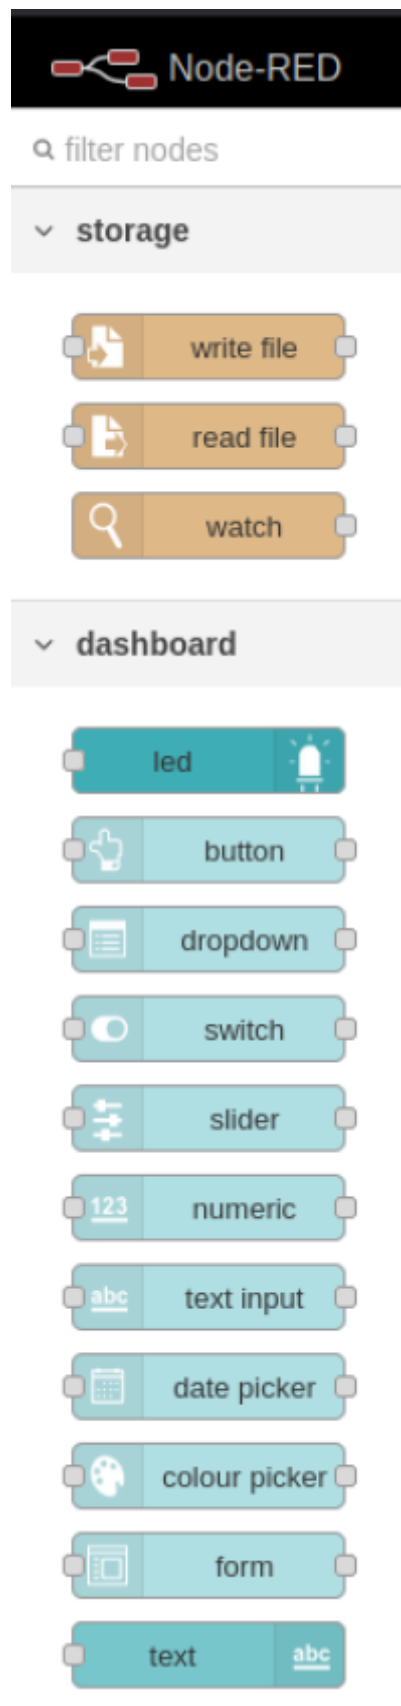 Node-RED
filter nodes
storage
write file
read file
watch
dashboard
led
button
dropdown
switch
slider
123 numeric
abc text input
date picker
colour picker
form
text abc